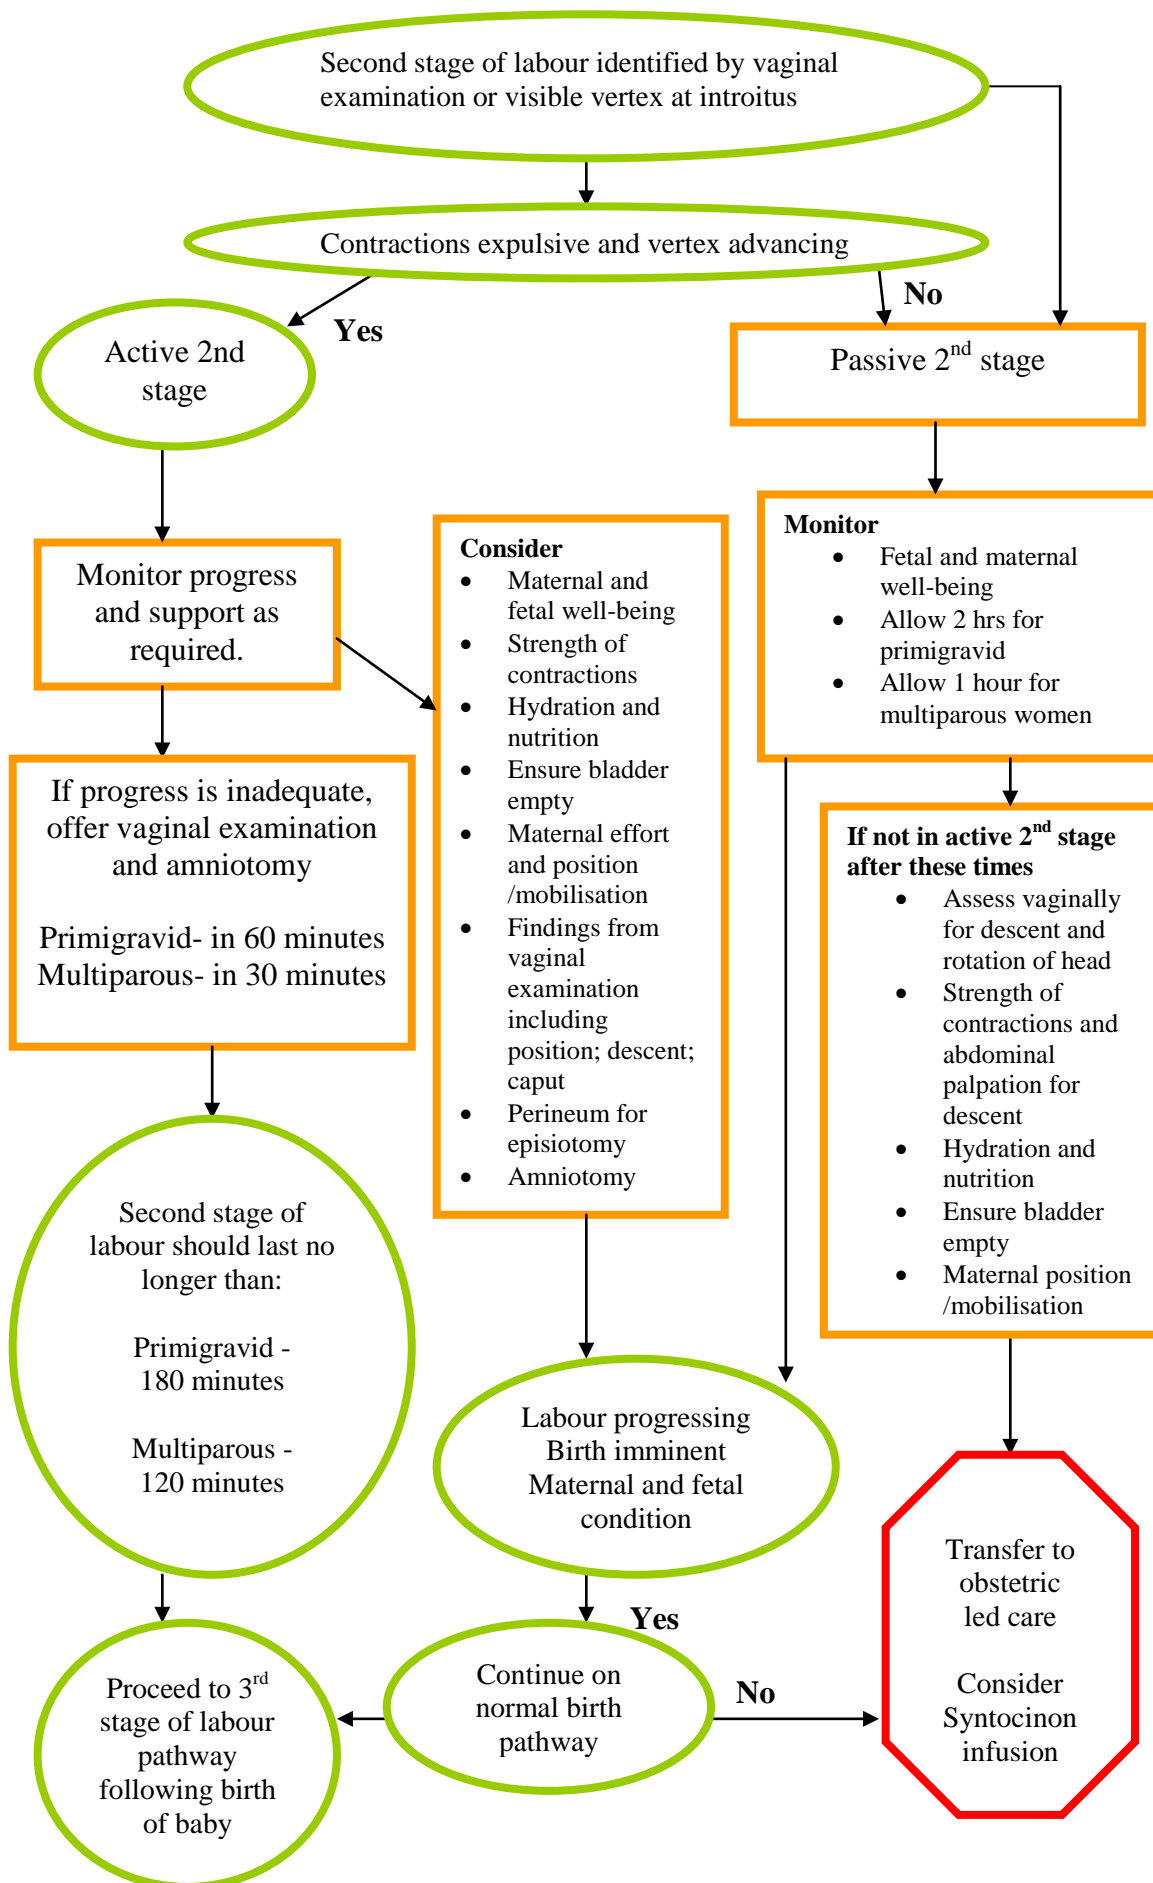 Second stage of labour identified by vaginal
examination or visible vertex at introitus
Contractions expulsive and vertex advancing
No
Yes
Active 2nd
stage
Passive 2nd stage
Monitor
• Fetal and maternal
well-being
• Allow 2 hrs for
primigravid
• Allow 1 hour for
multiparous women
Monitor progress
and support as
required.
Consider
• Maternal and
fetal well-being
• Strength of
contractions
• Hydration and
nutrition
• Ensure bladder
empty
• Maternal effort
and position
/mobilisation
• Findings from
vaginal
examination
including
position; descent;
caput
• Perineum for
episiotomy
• Amniotomy
If progress is inadequate,
offer vaginal examination
and amniotomy
Primigravid- in 60 minutes
Multiparous- in 30 minutes
If not in active 2nd stage
after these times
• Assess vaginally
for descent and
rotation of head
• Strength of
contractions and
abdominal
palpation for
descent
• Hydration and
nutrition
• Ensure bladder
empty
• Maternal position
/mobilisation
Second stage of
labour should last no
longer than:
Primigravid -
180 minutes
Multiparous -
120 minutes
Labour progressing
Birth imminent
Maternal and fetal
condition
Transfer to
obstetric
led care
Consider
Syntocinon
infusion
Yes
Continue on
normal birth
pathway
No
Proceed to 3rd
stage of labour
pathway
following birth
of baby